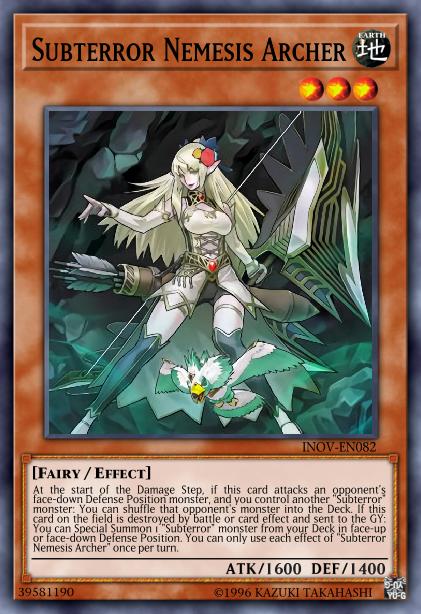 SUBTERROR NEMESIS ARCHER
EARTH
地
INOV-EN082
[FAIRY / EFFECT]
At the start of the Damage Step, if this card attacks an opponent's
face-down Defense Position monster, and you control another "Subterror"
monster: You can shuffle that opponent's monster into the Deck. If this
card on the field is destroyed by battle or card effect and sent to the GY:
You can Special Summon 1 "Subterror" monster from your Deck in face-up
or face-down Defense Position. You can only use each effect of "Subterror
Nemesis Archer" once per turn.
ATK/1600 DEF/1400
39581190
©1996 KAZUKI TAKAHASHI